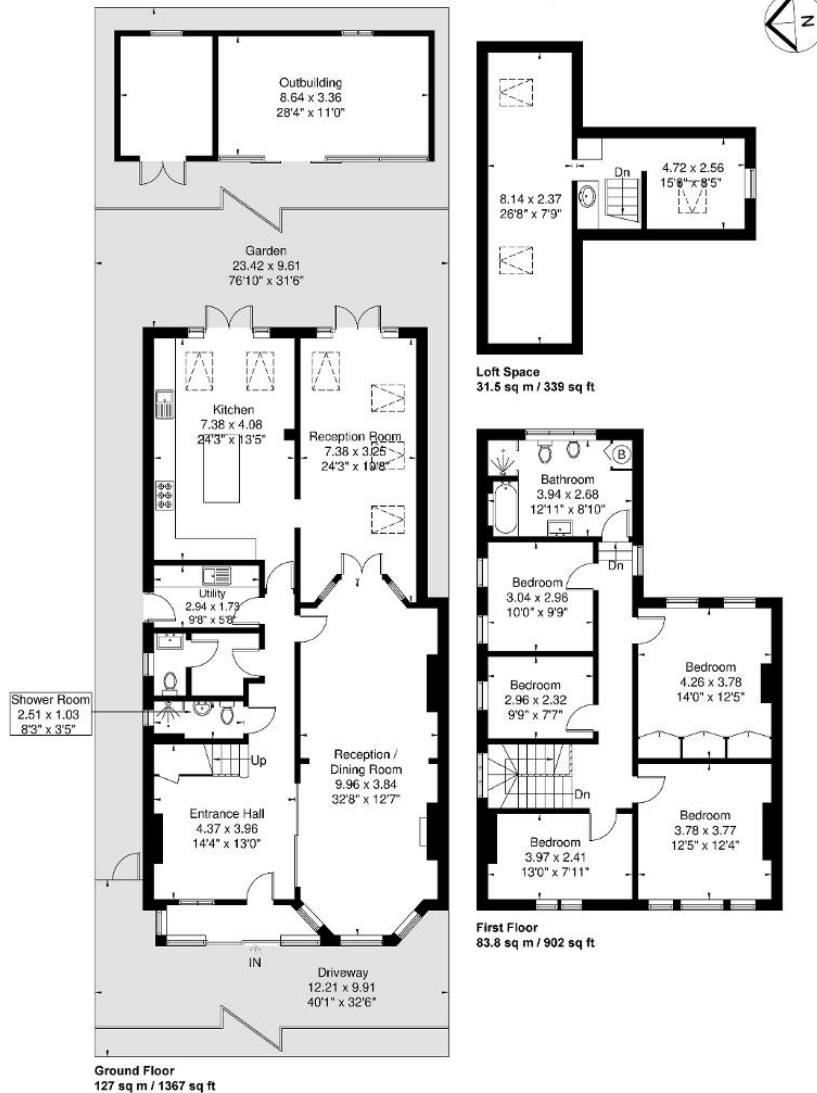 N
Outbuilding
8.64 x 3.36
28'4" x 11'0"
Garden
23.42 x 9.61
76'10" x 31'6"
Kitchen
7.38 x 4.08
24'3" x 13'5"
Reception Room
7.38 x 3.25
24'3" x 10'8"
Utility
2.94 x 1.73
9'8" x 5'8"
Shower Room
2.51 x 1.03
8'3" x 3'5"
Up
Reception /
Dining Room
9.96 x 3.84
32'8" x 12'7"
Entrance Hall
4.37 x 3.96
14'4" x 13'0"
IN
Driveway
12.21 x 9.91
40'1" x 32'6"
Ground Floor
127 sq m / 1367 sq ft
Dn
4.72 x 2.56
15'6" x 8'5"
8.14 x 2.37
26'8" x 7'9"
Loft Space
31.5 sq m / 339 sq ft
B
Bathroom
3.94 x 2.68
12'11" x 8'10"
Dn
Bedroom
3.04 x 2.96
10'0" x 9'9"
Bedroom
2.96 x 2.32
9'9" x 7'7"
Bedroom
4.26 x 3.78
14'0" x 12'5"
Dn
Bedroom
3.97 x 2.41
13'0" x 7'11"
Bedroom
3.78 x 3.77
12'5" x 12'4"
First Floor
83.8 sq m / 902 sq ft